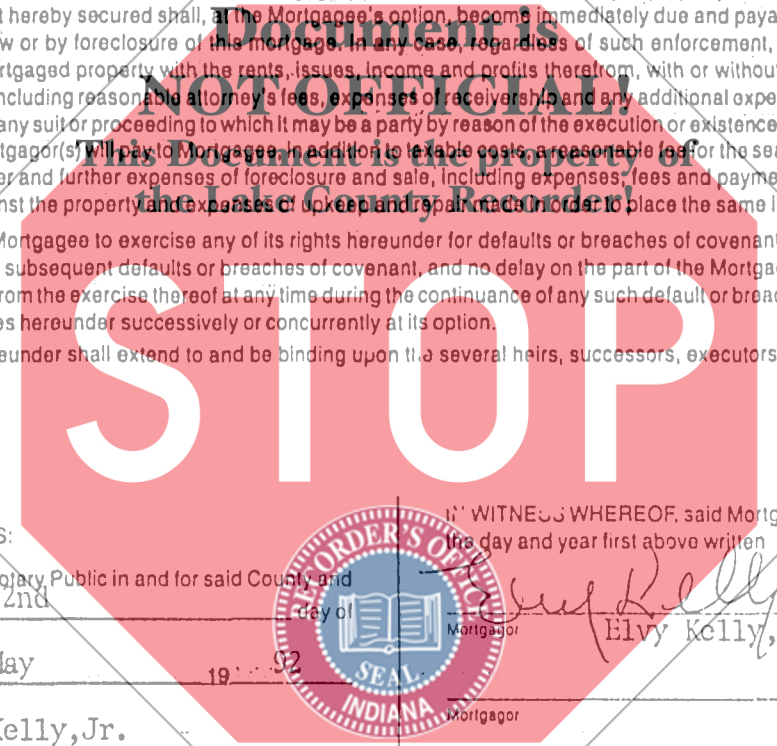 t hereby secured shall, at the Mortgagee's option, become immediately due and paya
w or by foreclosure of this mortgage. In any case, regardless of such enforcement,
rtgaged property with the rents, issues, income and profits therefrom, with or withou
ncluding reasonable attorney's fees, expenses of receivership and any additional expe
any suit or proceeding to which it may be a party by reason of the execution or existence
tgagor(s) will pay to Mortgagee, in addition to taxable costs, a reasonable fee for the sea
er and further expenses of foreclosure and sale, including expenses, fees and payme
nst the property and expenses of upkeep and repair made in order to place the same i
Mortgagee to exercise any of its rights hereunder for defaults or breaches of covenant
subsequent defaults or breaches of covenant, and no delay on the part of the Mortga
rom the exercise thereof at any time during the continuance of any such default or breac
es hereunder successively or concurrently at its option.
eunder shall extend to and be binding upon the several heirs, successors, executors
Document is
NOT OFFICIAL!
This Document is the property of
the Lake County Recorder!
STOP
S:
otary Public in and for said County and
2nd
day of
May
19 92
Kelly,Jr.
RECORDER'S OFFICE
SEAL
INDIANA
IN WITNESS WHEREOF, said Mortg
the day and year first above written
Elvy Kelly
Mortgagor
Elvy Kelly,
Mortgagor